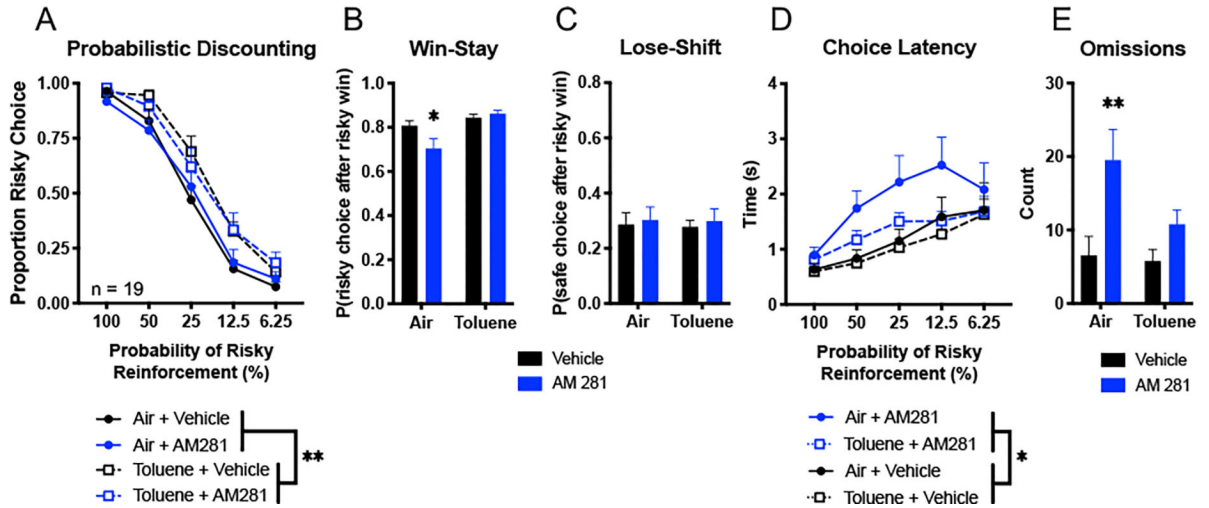 A
Probabilistic Discounting
Proportion Risky Choice
1.00
0.75
0.50
0.25
0.00
n = 19
100 50 25 12.5 6.25
Probability of Risky
Reinforcement (%)
Air + Vehicle
Air + AM281
Toluene + Vehicle
Toluene + AM281
**
B
Win-Stay
P(risky choice after risky win)
1.0
0.8
0.6
0.4
0.2
0.0
*
Air Toluene
C
Lose-Shift
P(safe choice after risky win)
0.8
0.6
0.4
0.2
0.0
Air Toluene
Vehicle
AM 281
D
Choice Latency
Time (s)
4
3
2
1
0
100 50 25 12.5 6.25
Probability of Risky
Reinforcement (%)
Air + AM281
Toluene + AM281
Air + Vehicle
Toluene + Vehicle
*
E
Omissions
Count
30
20
10
0
**
Air Toluene
Vehicle
AM 281